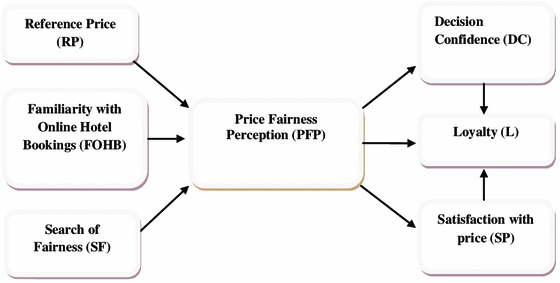 Reference Price
(RP)
Familiarity with
Online Hotel
Bookings (FOHB)
Search of
Fairness (SF)
Price Fairness
Perception (PFP)
Decision
Confidence (DC)
Loyalty (L)
Satisfaction with
price (SP)